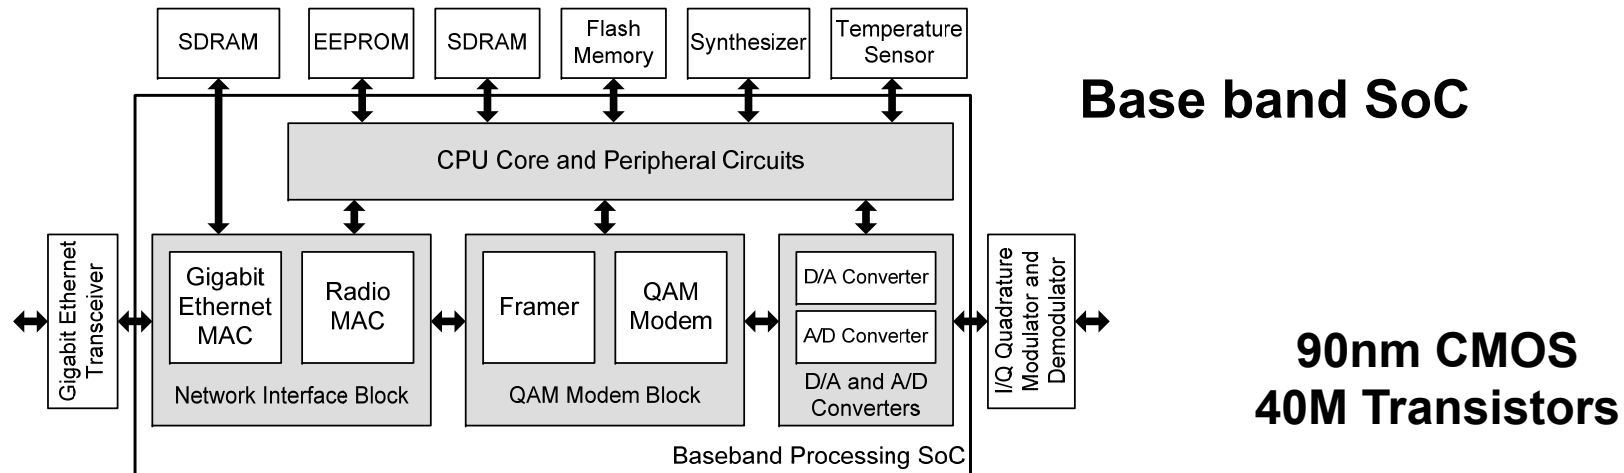 SDRAM
EEPROM
SDRAM
Flash
Memory
Synthesizer
Temperature
Sensor
Base band SoC
CPU Core and Peripheral Circuits
Gigabit Ethernet
Transceiver
Gigabit
Ethernet
MAC
Radio
MAC
Network Interface Block
Framer
QAM
Modem
QAM Modem Block
D/A Converter
A/D Converter
D/A and A/D
Converters
I/Q Quadrature
Modulator and
Demodulator
90nm CMOS
40M Transistors
Baseband Processing SoC